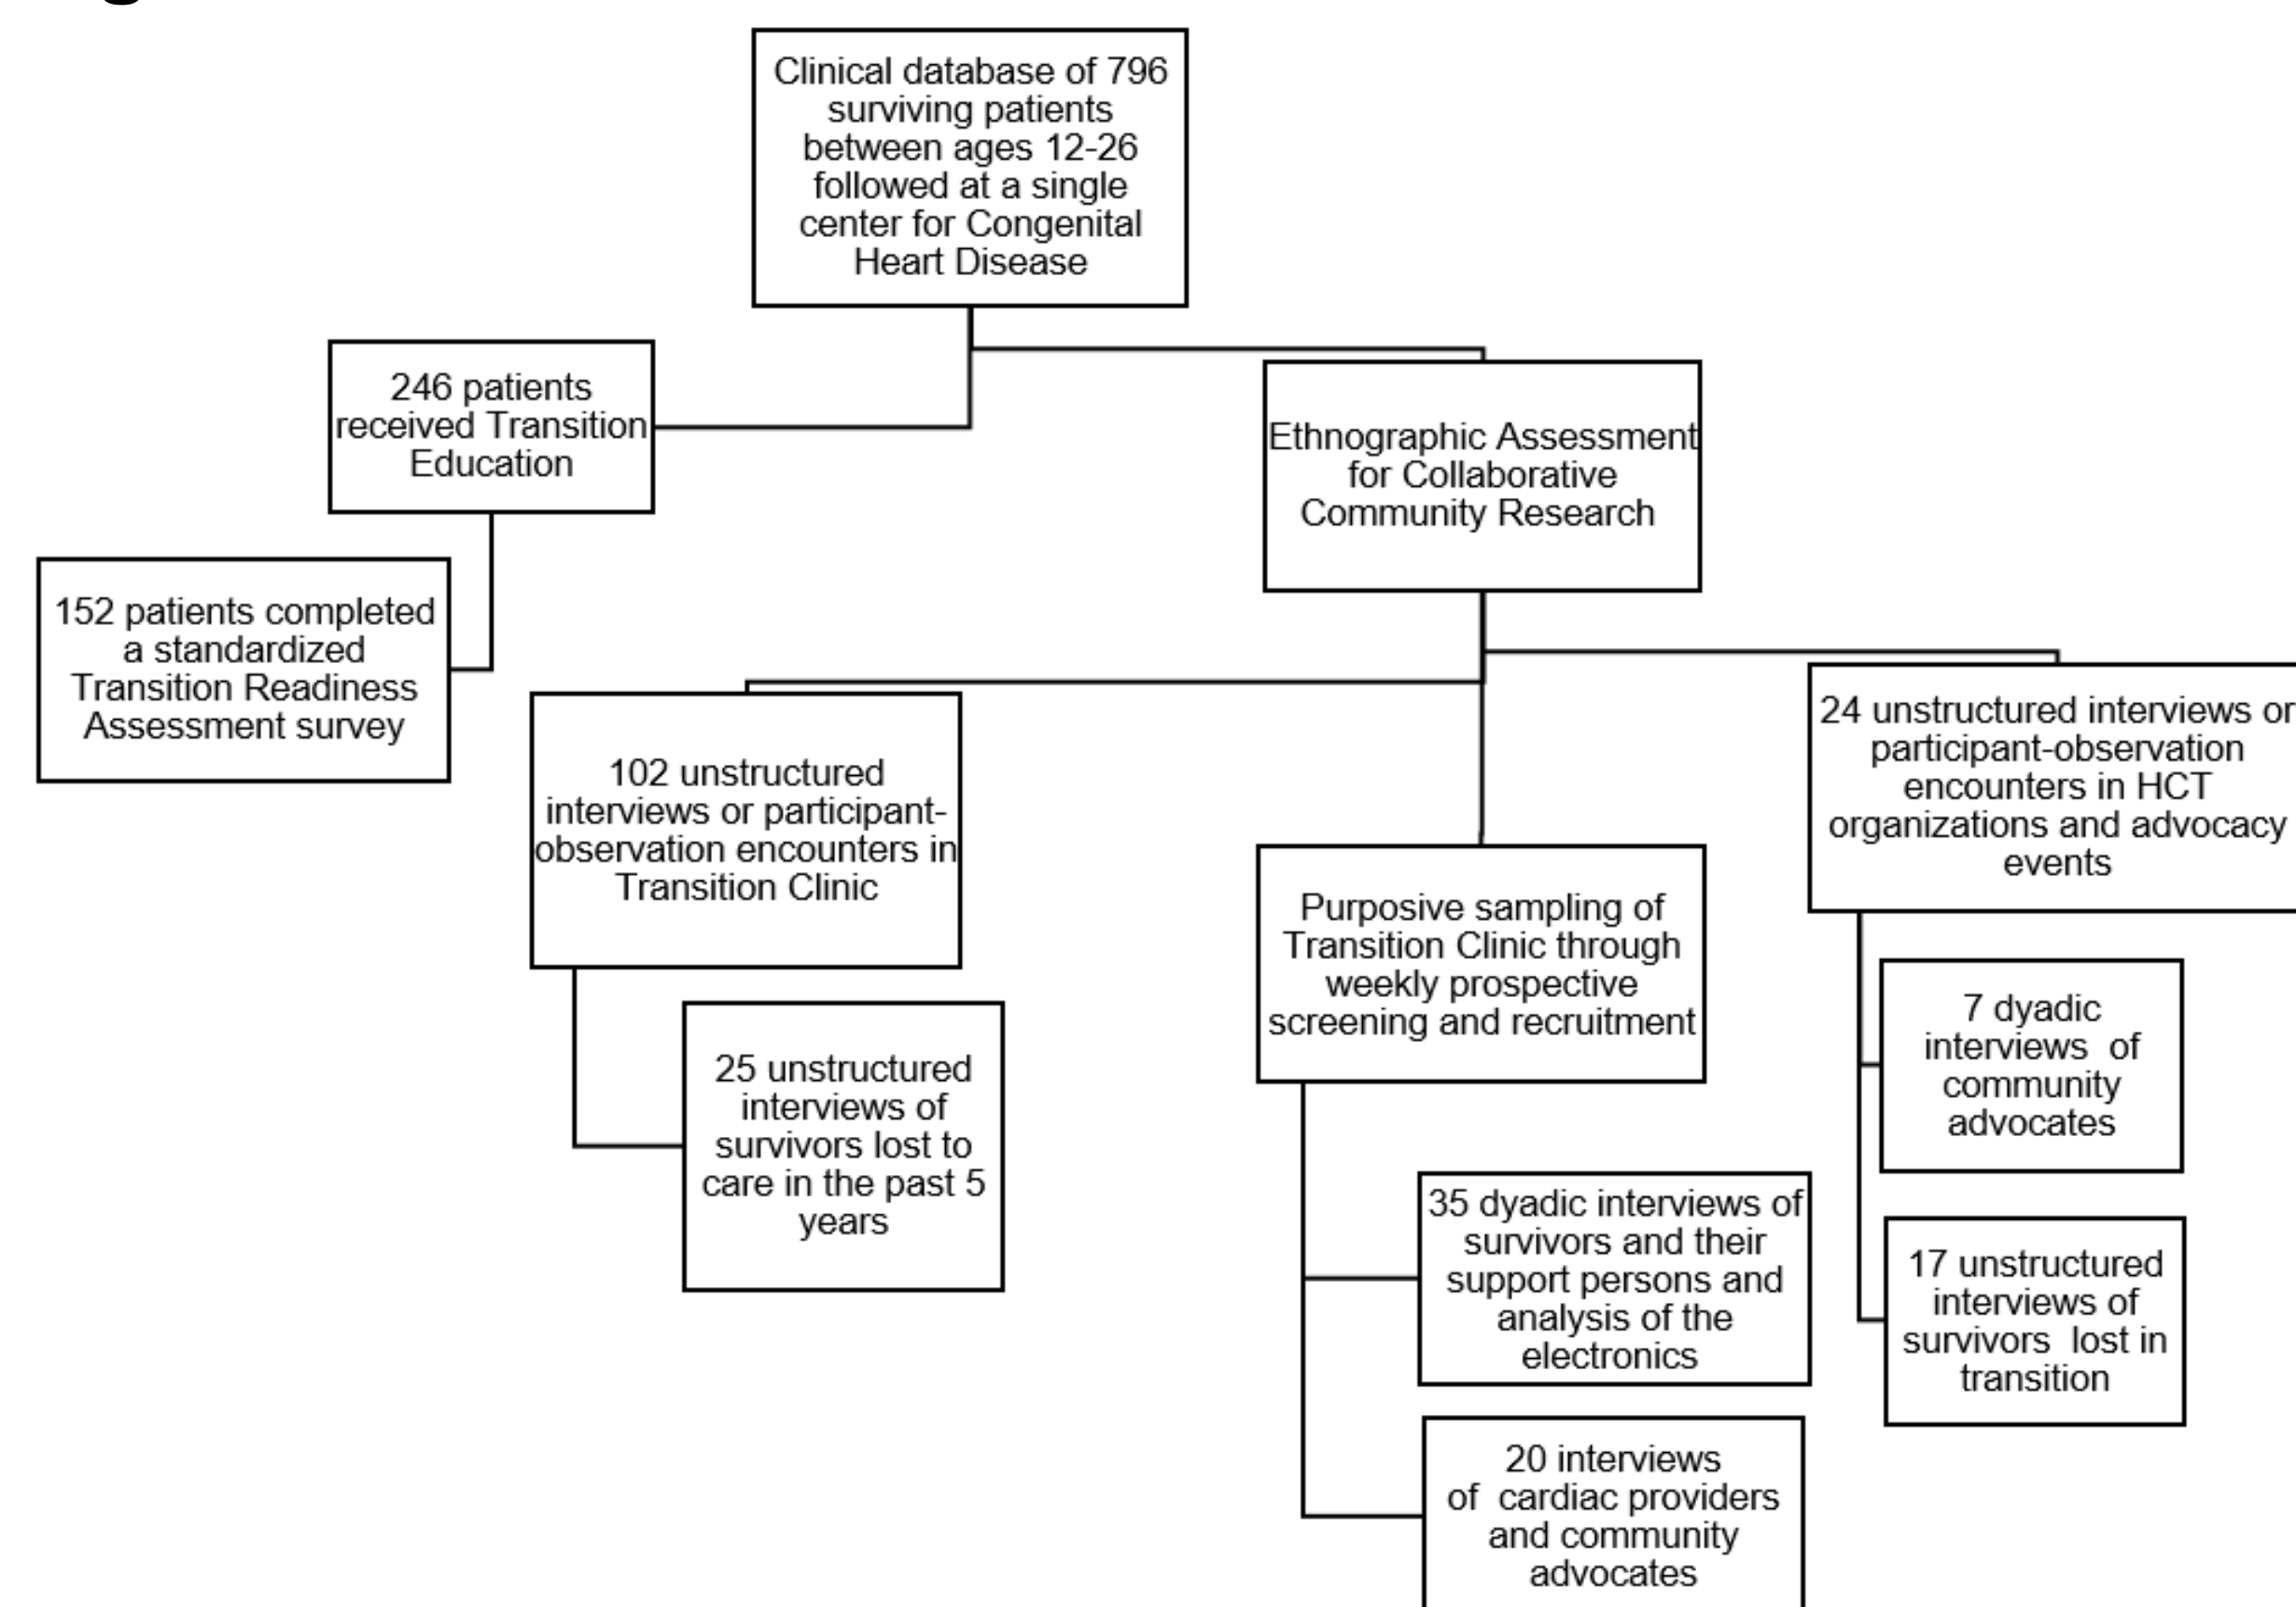 Clinical database of 796
surviving patients
between ages 12-26
followed at a single
center for Congenital
Heart Disease
246 patients
received Transition
Education
Ethnographic Assessment
for Collaborative
Community Research
152 patients completed
a standardized
Transition Readiness
Assessment survey
102 unstructured
interviews or participant-
observation encounters in
Transition Clinic
24 unstructured interviews or
participant-observation
encounters in HCT
organizations and advocacy
events
Purposive sampling of
Transition Clinic through
weekly prospective
screening and recruitment
25 unstructured
interviews of
survivors lost to
care in the past 5
years
7 dyadic
interviews  of
community
advocates
35 dyadic interviews of
survivors and their
support persons and
analysis of the
electronics
17 unstructured
interviews of
survivors  lost in
transition
20 interviews
of  cardiac providers
and community
advocates